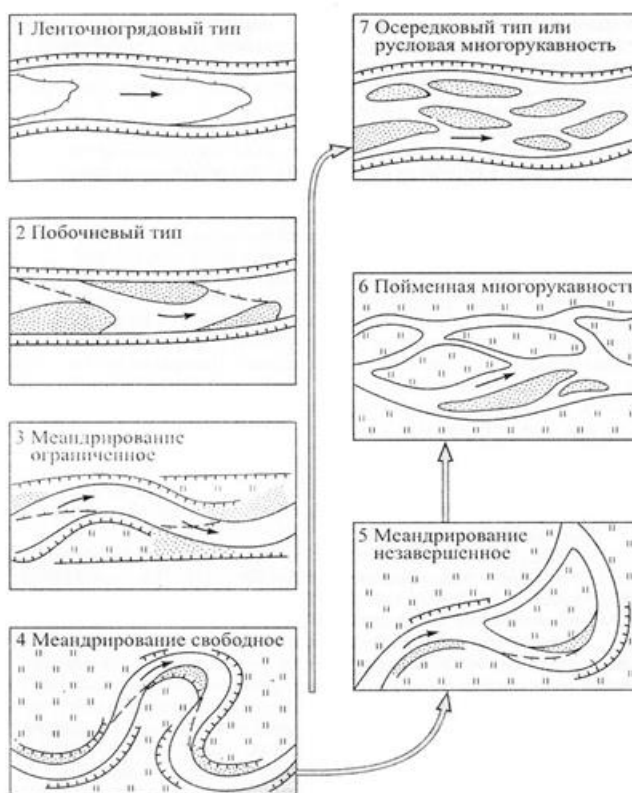 1 Ленточногрядовый тип
2 Побочневый тип
3 Меандрирование
ограниченное
4 Меандрирование свободное
7 Осередковый тип или
русловая многорукавность
6 Пойменная многорукавность
5 Меандрирование
незавершенное